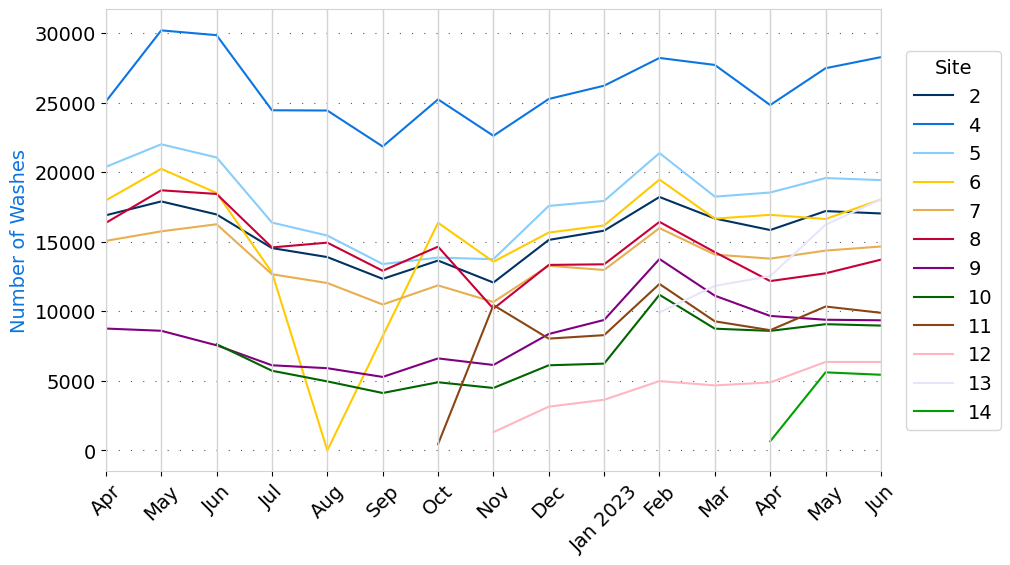 Number of Washes
30000
25000
20000
15000
10000
5000
0
Apr
May
Jun
Jul
Aug
Sep
Oct
Nov
Dec
Jan 2023
Feb
Mar
Apr
May
Jun
Site
2
4
5
6
7
8
9
10
11
12
13
14